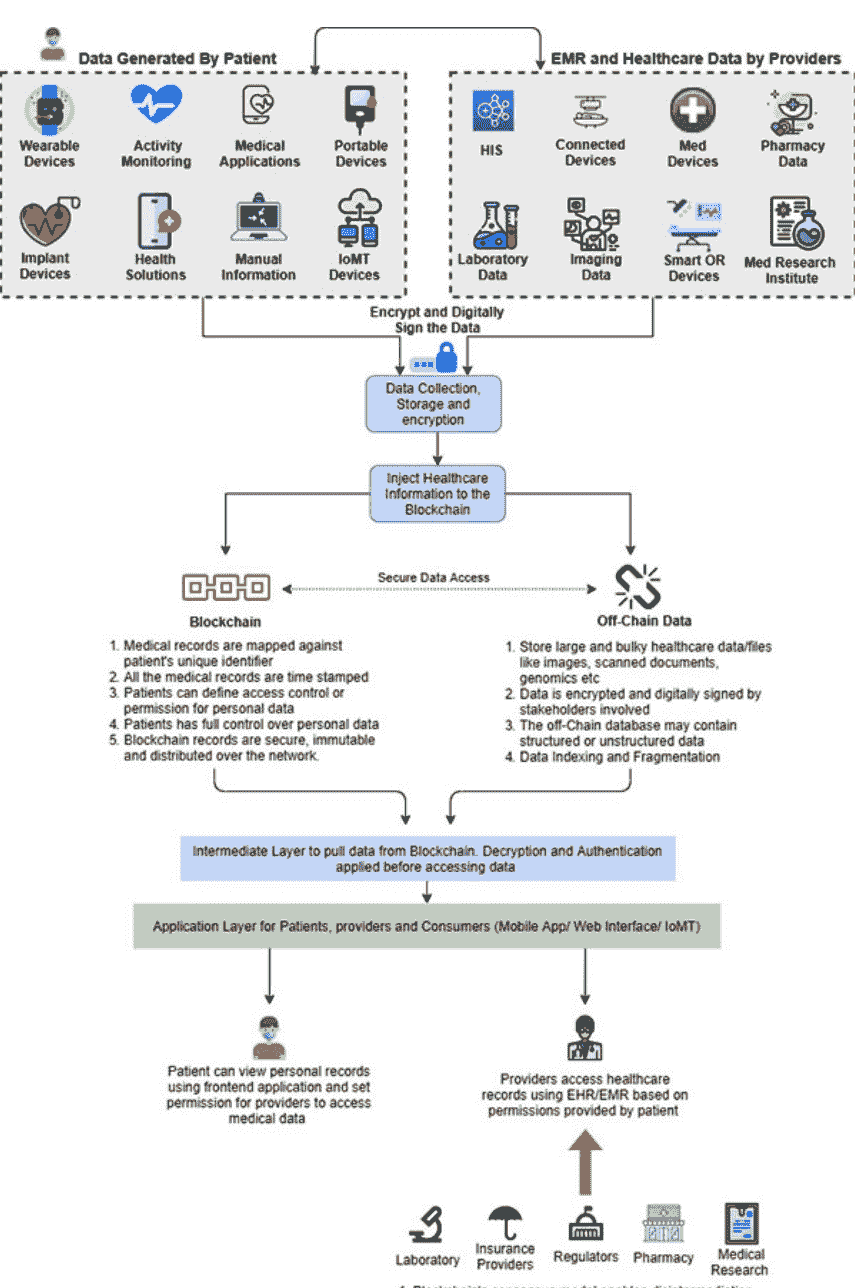 Data Generated By Patient
EMR and Healthcare Data by Providers
Wearable
Devices
Activity
Monitoring
Medical
Applications
Portable
Devices
Implant
Devices
Health
Solutions
Manual
Information
IoMT
Devices
HIS
Connected
Devices
Med
Devices
Pharmacy
Data
Laboratory
Data
Imaging
Data
Smart OR
Devices
Med Research
Institute
Encrypt and Digitally
Sign the Data
Data Collection,
Storage and
encryption
Inject Healthcare
Information to the
Blockchain
Secure Data Access
Blockchain
1. Medical records are mapped against
patient's unique identifier
2. All the medical records are time stamped
3. Patients can define access control or
permission for personal data
4. Patients has full control over personal data
5. Blockchain records are secure, immutable
and distributed over the network.
Off-Chain Data
1. Store large and bulky healthcare data/files
like images, scanned documents,
genomics etc
2. Data is encrypted and digitally signed by
stakeholders involved
3. The off-Chain database may contain
structured or unstructured data
4. Data Indexing and Fragmentation
Intermediate Layer to pull data from Blockchain. Decryption and Authentication
applied before accessing data
Application Layer for Patients, providers and Consumers (Mobile App/ Web Interface/ IoMT)
Patient can view personal records
using frontend application and set
permission for providers to access
medical data
Providers access healthcare
records using EHR/EMR based on
permissions provided by patient
Laboratory
Insurance
Providers
Regulators
Pharmacy
Medical
Research